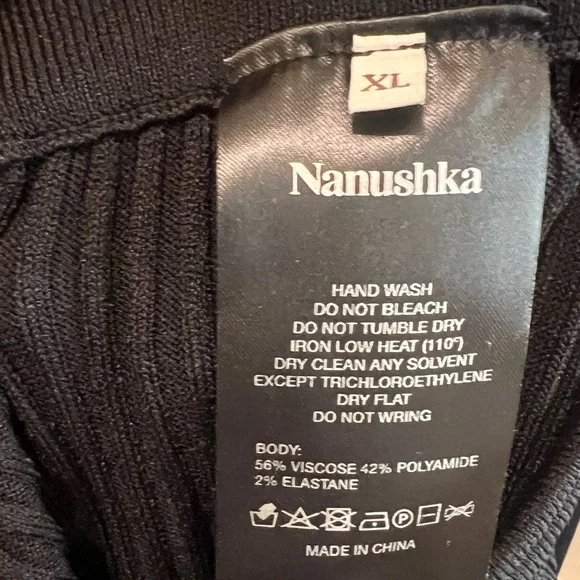 XL
Nanushka
HAND WASH
DO NOT BLEACH
DO NOT TUMBLE DRY
IRON LOW HEAT (110°)
DRY CLEAN ANY SOLVENT
EXCEPT TRICHLOROETHYLENE
DRY FLAT
DO NOT WRING
BODY:
56% VISCOSE 42% POLYAMIDE
2% ELASTANE
P
MADE IN CHINA